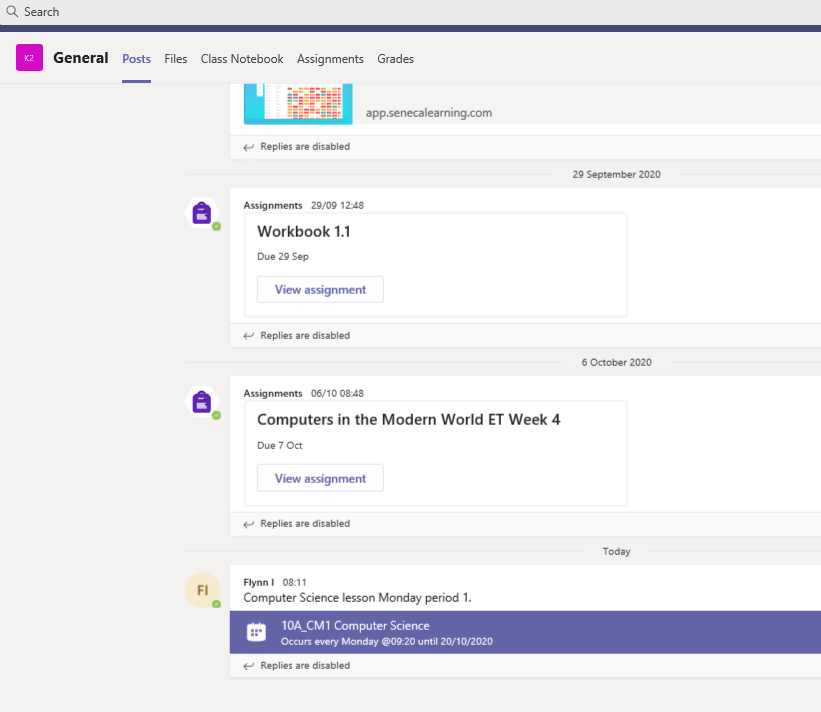 Search
K2
General Posts Files Class Notebook Assignments Grades
app.senecalearning.com
Replies are disabled
29 September 2020
Assignments 29/09 12:48
Workbook 1.1
Due 29 Sep
View assignment
Replies are disabled
6 October 2020
Assignments 06/10 08:48
Computers in the Modern World ET Week 4
Due 7 Oct
View assignment
Replies are disabled
Today
FI
Flynn I 08:11
Computer Science lesson Monday period 1.
10A_CM1 Computer Science
Occurs every Monday @09:20 until 20/10/2020
Replies are disabled